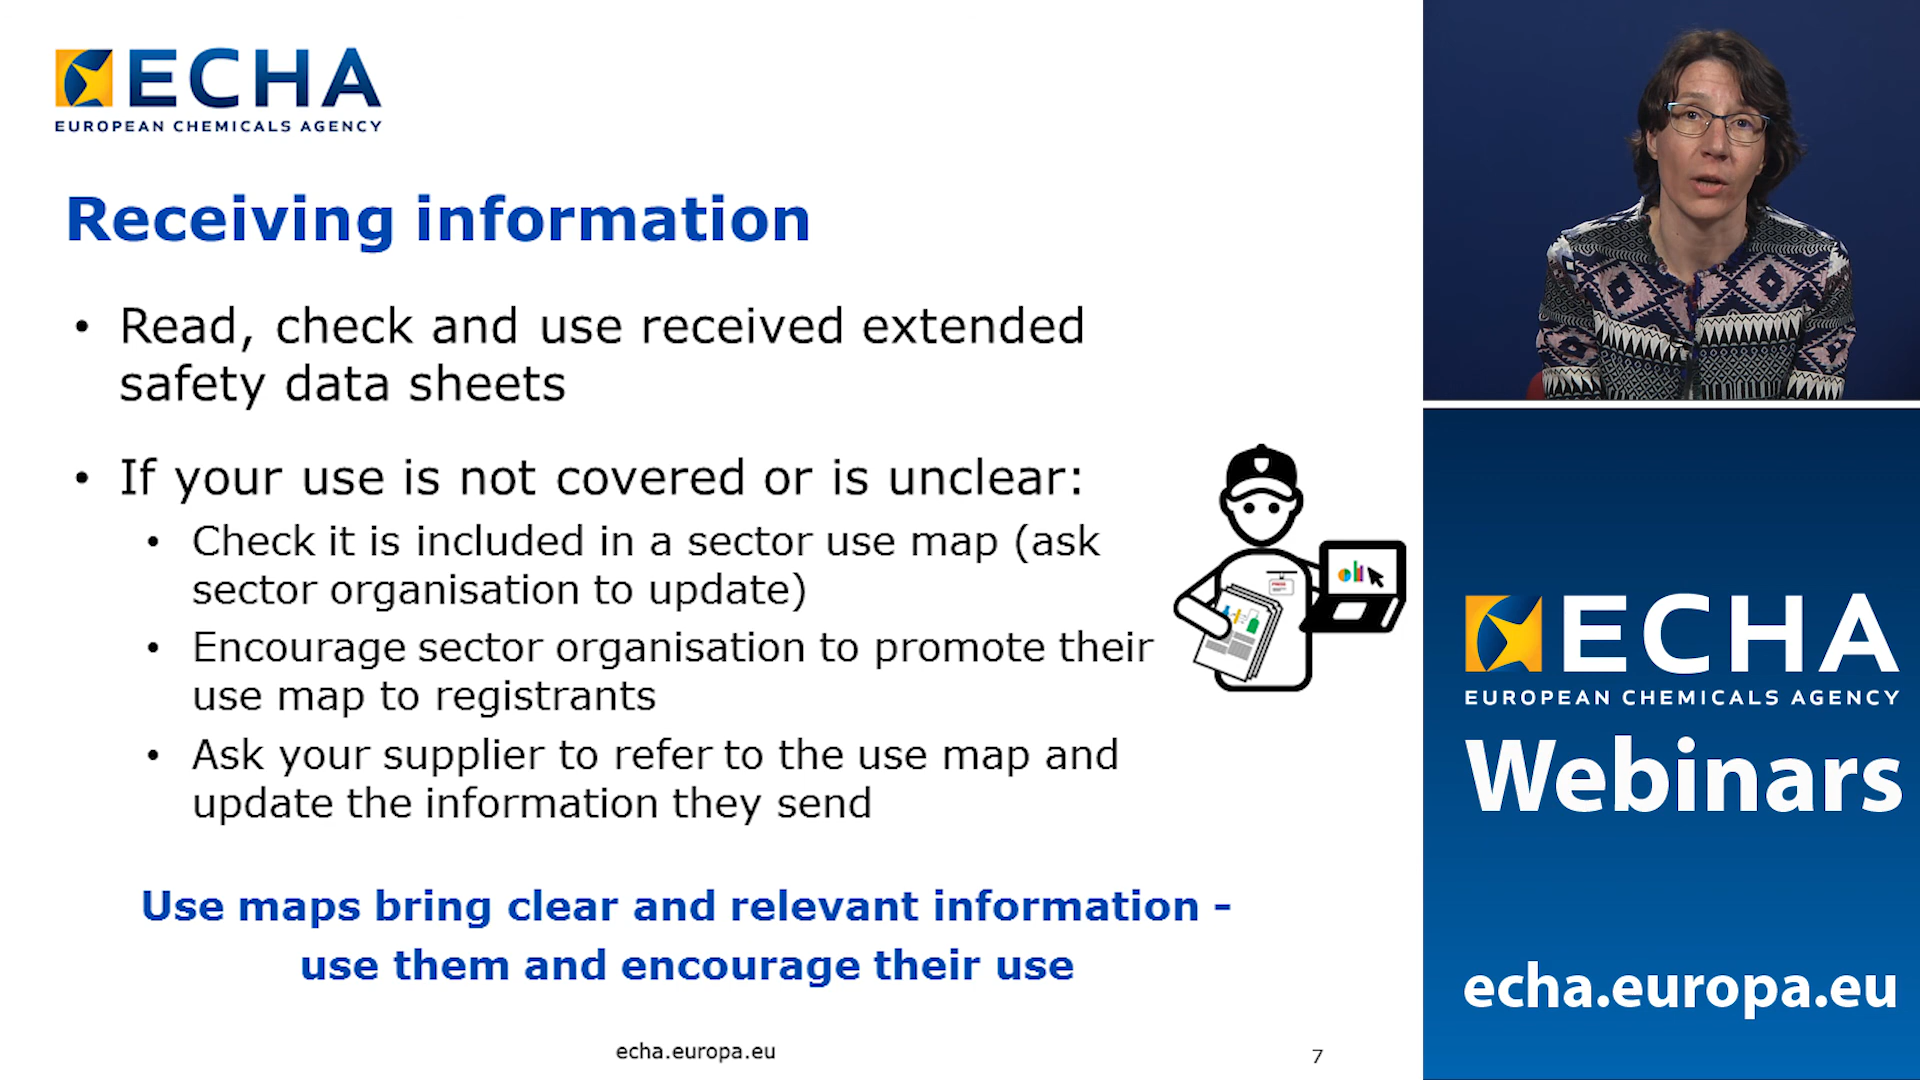 ECHA
EUROPEAN CHEMICALS AGENCY
Receiving information
• Read, check and use received extended
safety data sheets
• If your use is not covered or is unclear:
• Check it is included in a sector use map (ask
sector organisation to update)
• Encourage sector organisation to promote their
use map to registrants
• Ask your supplier to refer to the use map and
update the information they send
Use maps bring clear and relevant information -
use them and encourage their use
echa.europa.eu
7
ECHA
EUROPEAN CHEMICALS AGENCY
Webinars
echa.europa.eu